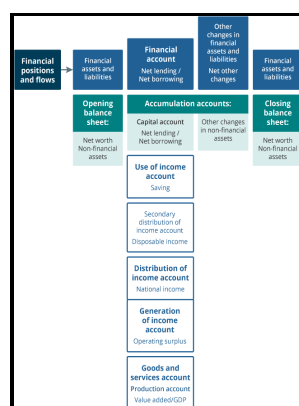 Financial
positions
and flows
Financial
assets and
liabilities
Financial
account
Net lending /
Net borrowing
Other
changes in
financial
assets and
liabilities
Net other
changes
Financial
assets and
liabilities
Opening
balance
sheet:
Net worth
Non-financial
assets
Accumulation accounts:
Capital account
Net lending /
Net borrowing
Other changes
in non-financial
assets
Closing
balance
sheet:
Net worth
Non-financial
assets
Use of income
account
Saving
Secondary
distribution of
income account
Disposable income
Distribution of
income account
National income
Generation
of income
account
Operating surplus
Goods and
services account
Production account
Value added/GDP